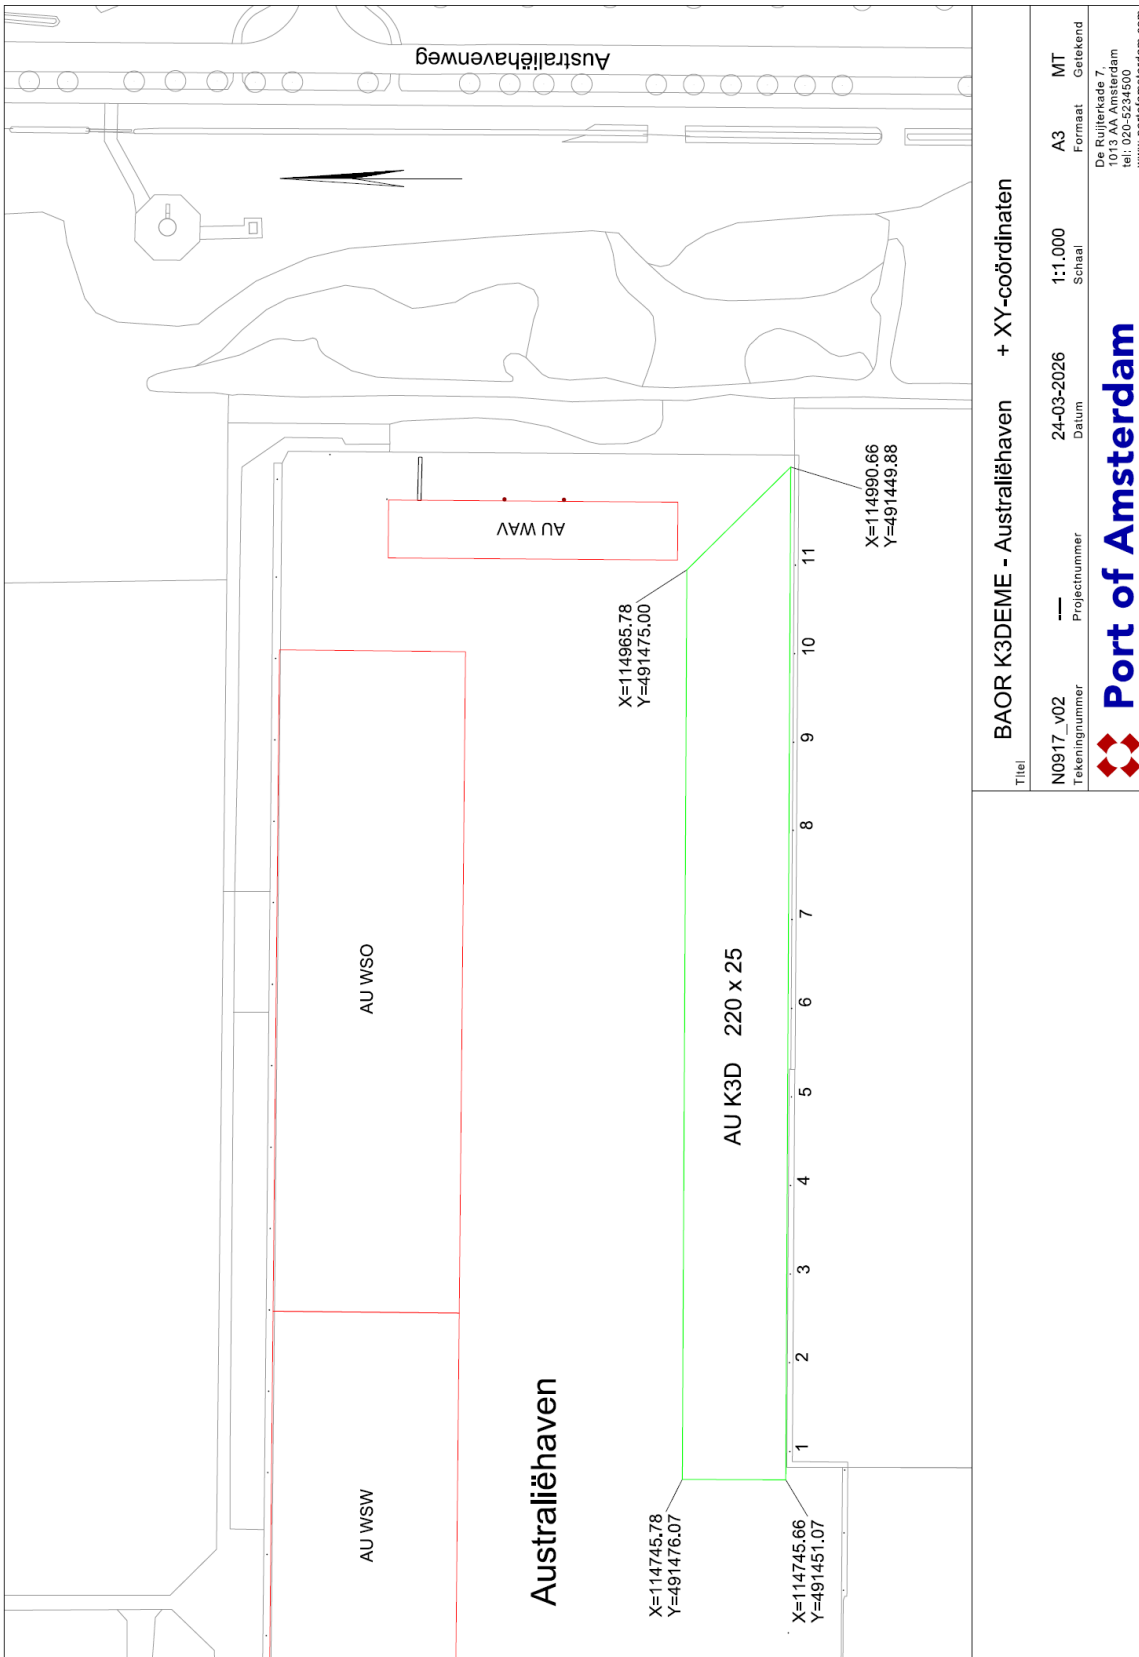 Australiëhavenweg
AU WAV
X=114965.78
Y=491475.00
X=114990.66
Y=491449.88
AU WSO
AU WSW
Australiëhaven
AU K3D 220 x 25
1
2
3
4
5
6
7
8
9
10
11
X=114745.78
Y=491476.07
X=114745.66
Y=491451.07
Titel
BAOR K3DEME - Australiëhaven + XY-coördinaten
N0917_v02
Tekeningnummer
---
Projectnummer
24-03-2026
Datum
1:1.000
Schaal
A3
Formaat
MT
Getekend
Port of Amsterdam
De Ruijterkade 7,
1013 AA Amsterdam
tel: 020-5234500